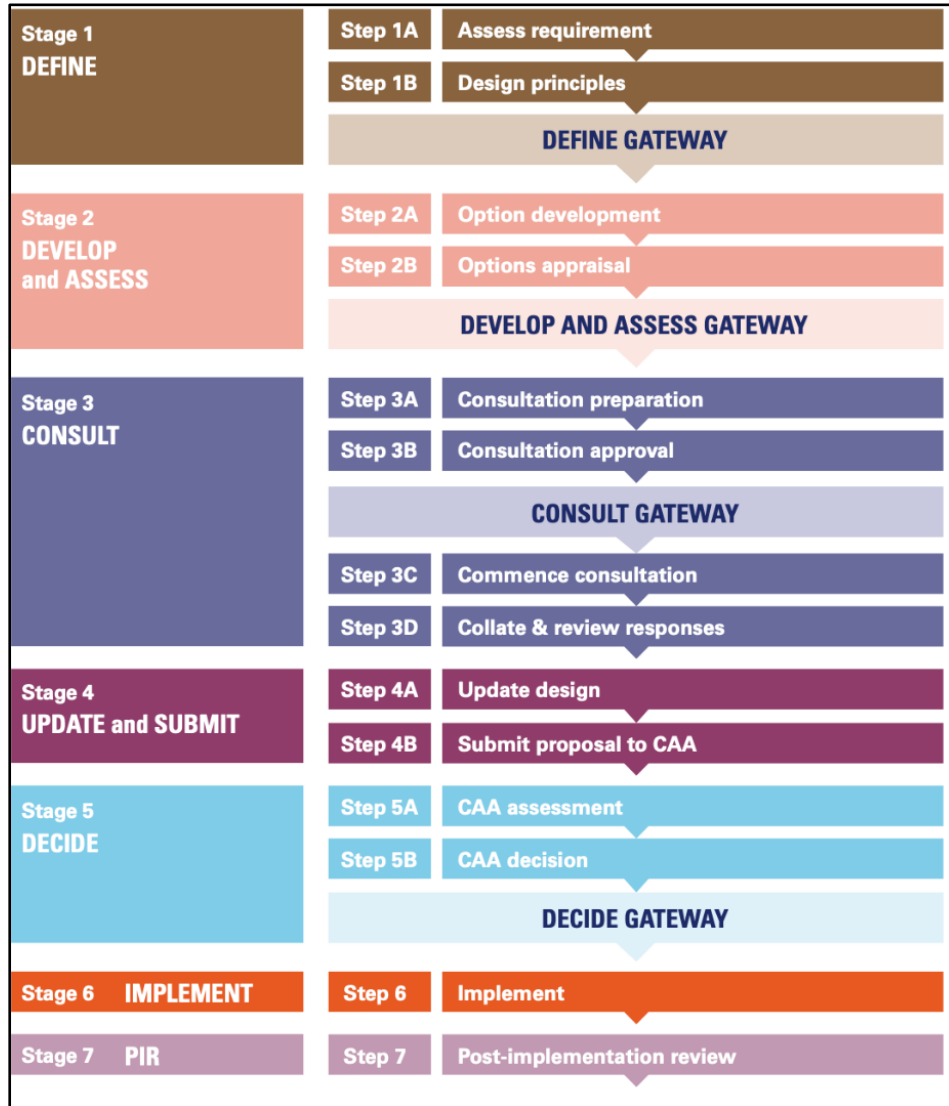 Stage 1
DEFINE
Step 1A Assess requirement
Step 1B Design principles
DEFINE GATEWAY
Stage 2
DEVELOP
and ASSESS
Step 2A Option development
Step 2B Options appraisal
DEVELOP AND ASSESS GATEWAY
Stage 3
CONSULT
Step 3A Consultation preparation
Step 3B Consultation approval
CONSULT GATEWAY
Step 3C Commence consultation
Step 3D Collate & review responses
Stage 4
UPDATE and SUBMIT
Step 4A Update design
Step 4B Submit proposal to CAA
Stage 5
DECIDE
Step 5A CAA assessment
Step 5B CAA decision
DECIDE GATEWAY
Stage 6 IMPLEMENT Step 6 Implement
Stage 7 PIR Step 7 Post-implementation review